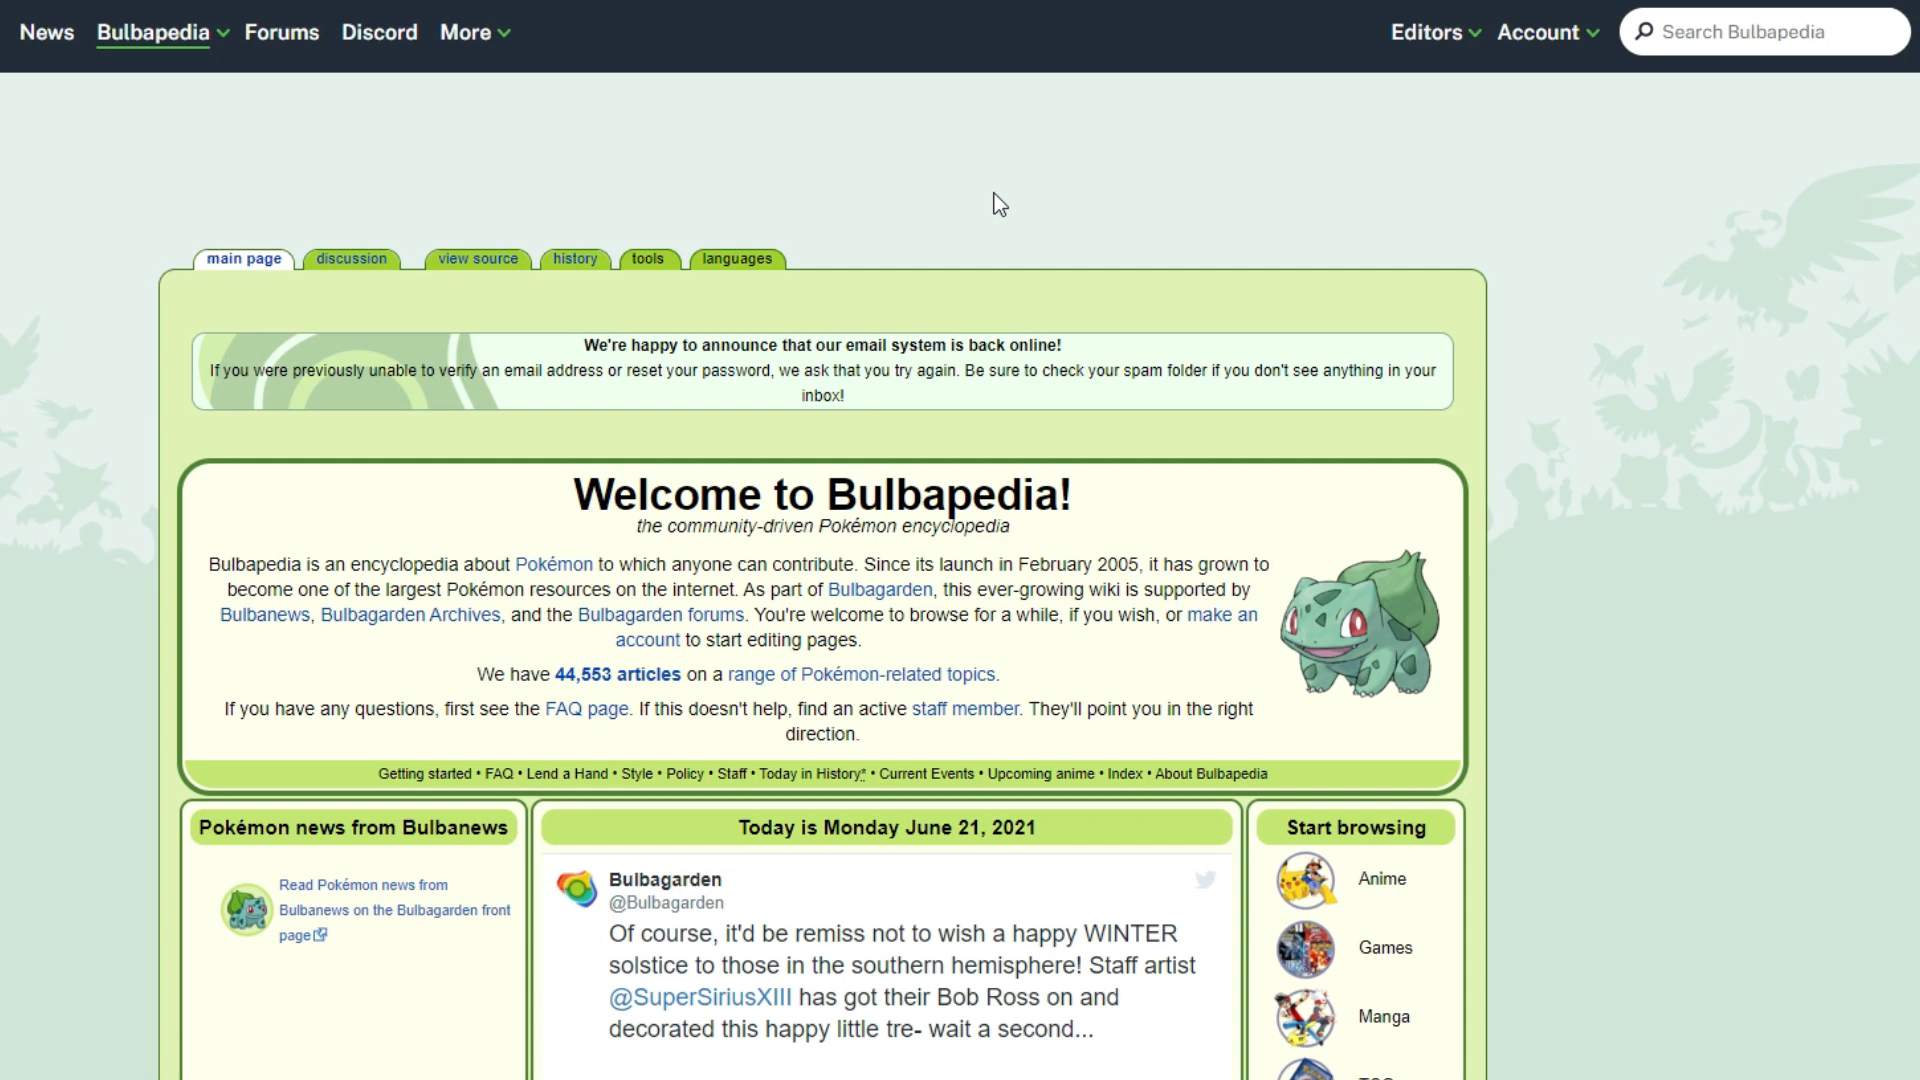 News Bulbapedia Forums Discord More Editors Account Search Bulbapedia
main page discussion view source history tools languages
We're happy to announce that our email system is back online!
If you were previously unable to verify an email address or reset your password, we ask that you try again. Be sure to check your spam folder if you don't see anything in your
inbox!
Welcome to Bulbapedia!
the community-driven Pokémon encyclopedia
Bulbapedia is an encyclopedia about Pokémon to which anyone can contribute. Since its launch in February 2005, it has grown to
become one of the largest Pokémon resources on the internet. As part of Bulbagarden, this ever-growing wiki is supported by
Bulbanews, Bulbagarden Archives, and the Bulbagarden forums. You're welcome to browse for a while, if you wish, or make an
account to start editing pages.
We have 44,553 articles on a range of Pokémon-related topics.
If you have any questions, first see the FAQ page. If this doesn't help, find an active staff member. They'll point you in the right
direction.
Getting started • FAQ • Lend a Hand • Style • Policy • Staff • Today in History* • Current Events • Upcoming anime • Index • About Bulbapedia
Pokémon news from Bulbanews
Read Pokémon news from
Bulbanews on the Bulbagarden front
page
Today is Monday June 21, 2021
Bulbagarden
@Bulbagarden
Of course, it'd be remiss not to wish a happy WINTER
solstice to those in the southern hemisphere! Staff artist
@SuperSiriusXIII has got their Bob Ross on and
decorated this happy little tre- wait a second...
Start browsing
Anime
Games
Manga